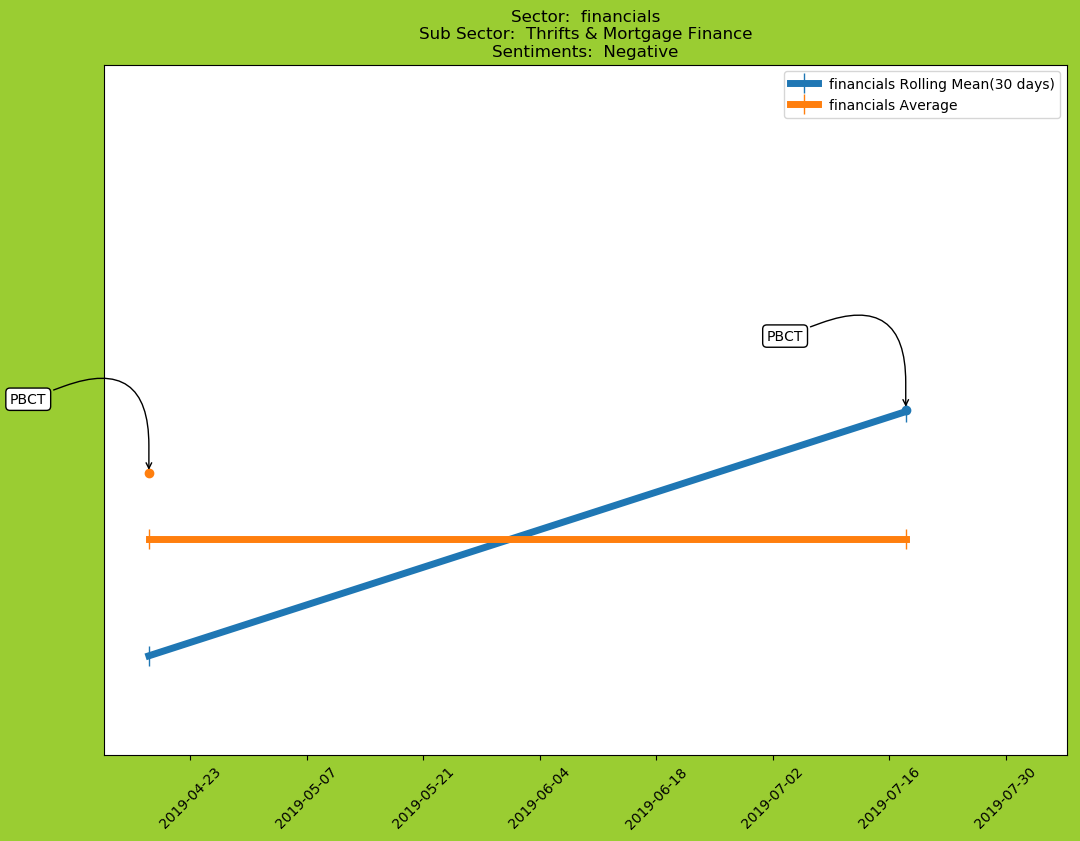 Sector:  financials
Sub Sector:  Thrifts & Mortgage Finance
Sentiments:  Negative
financials Rolling Mean(30 days)
financials Average
PBCT
PBCT
2019-04-23
2019-05-07
2019-05-21
2019-06-04
2019-06-18
2019-07-02
2019-07-16
2019-07-30